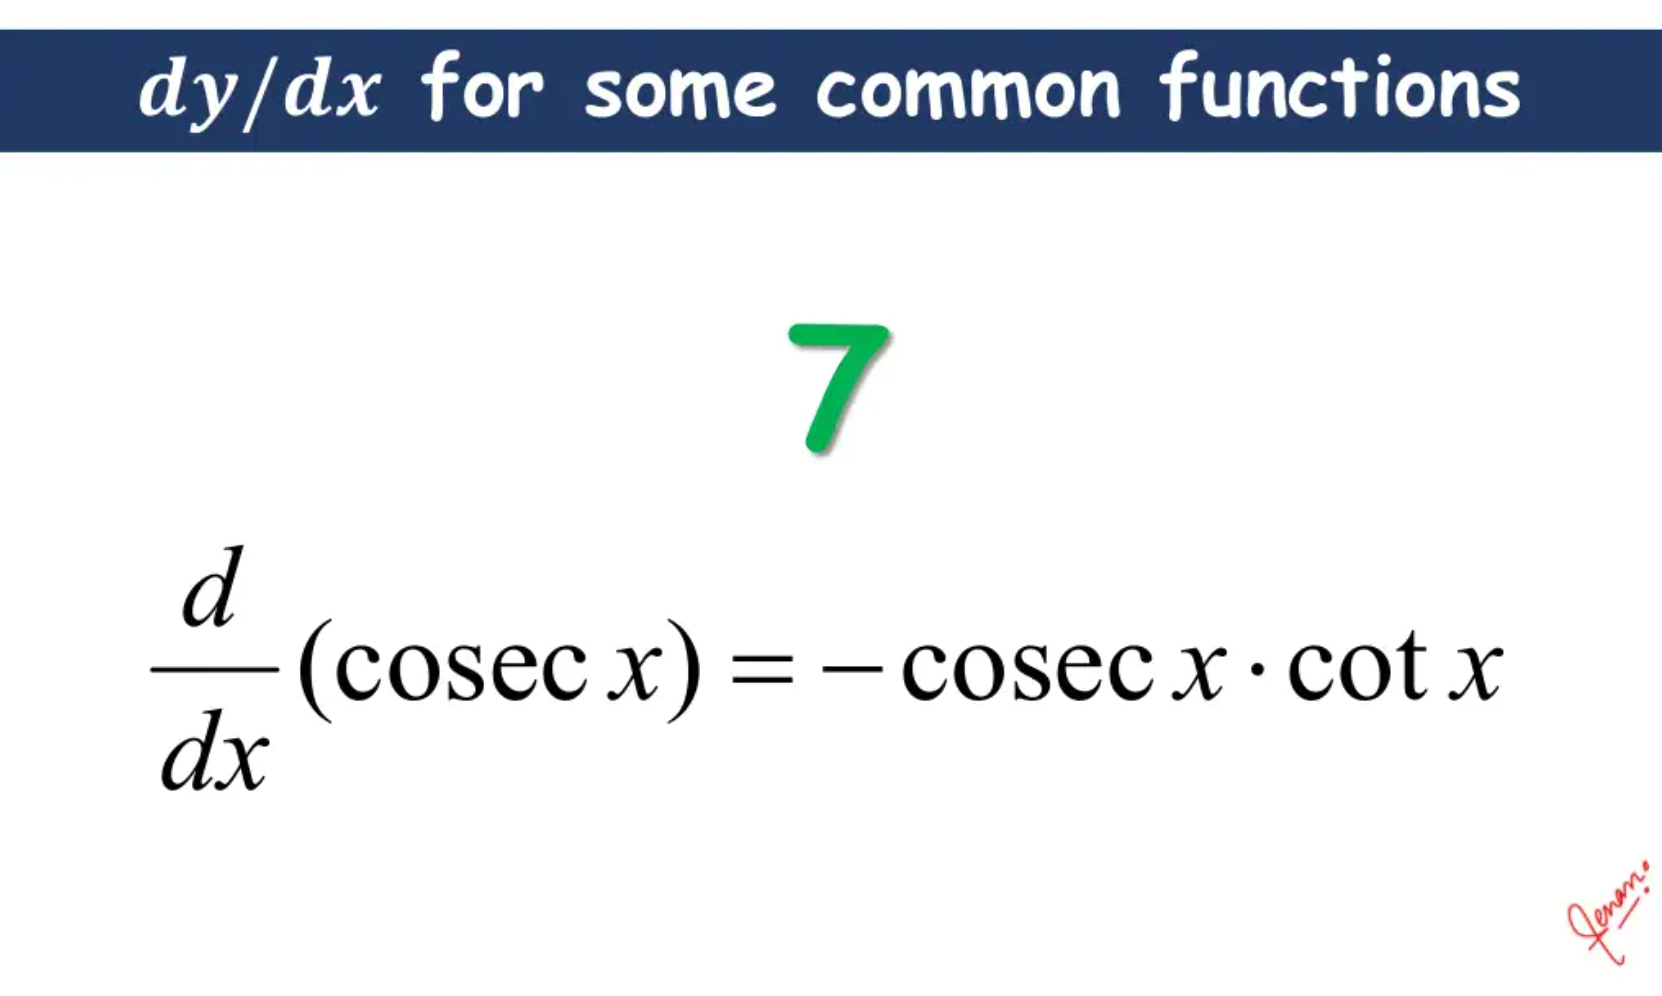 dy/dx for some common functions
7
d/dx (cosec x) = − cosec x · cot x